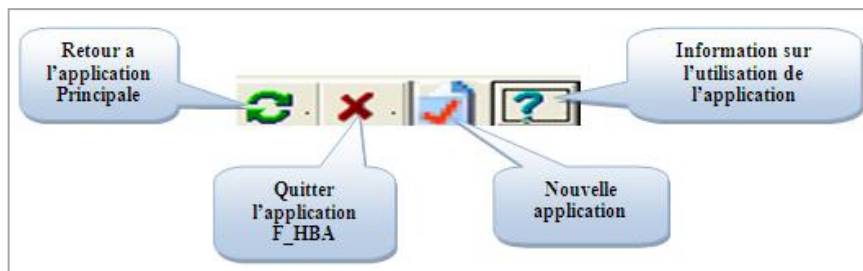 Retour a
l'application
Principale
Information sur
l'utilisation de
l'application
?
Quitter
l'application
F_HBA
Nouvelle
application